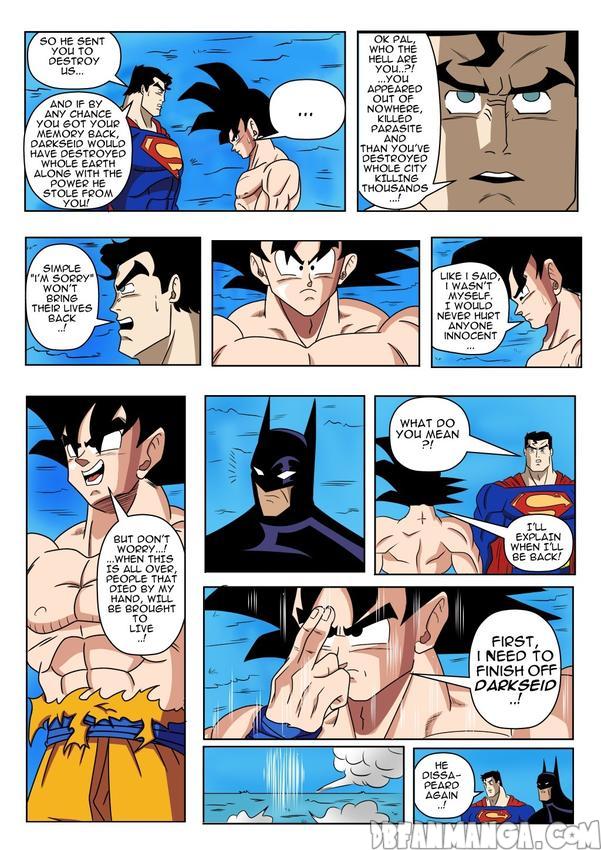 SO HE SENT
YOU TO
DESTROY
US...
AND IF BY
ANY CHANCE
YOU GOT YOUR
MEMORY BACK,
DARKSEID WOULD
HAVE DESTROYED
WHOLE EARTH
ALONG WITH THE
POWER HE
STOLE FROM
YOU!
...
OK PAL,
WHO THE
HELL ARE
YOU..?!
...YOU
APPEARED
OUT OF
NOWHERE,
KILLED
PARASITE
AND
THAN YOU'VE
DESTROYED
WHOLE CITY
KILLING
THOUSANDS
...!
SIMPLE
"I'M SORRY"
WON'T
BRING
THEIR LIVES
BACK
..!
LIKE I SAID,
I WASN'T
MYSELF.
I WOULD
NEVER HURT
ANYONE
INNOCENT
...
BUT DON'T
WORRY...!
...WHEN THIS
IS ALL OVER,
PEOPLE THAT
DIED BY MY
HAND, WILL
BE BROUGHT
TO
LIVE
..!
WHAT DO
YOU MEAN
?!
I'LL
EXPLAIN
WHEN I'LL
BE BACK!
FIRST,
I NEED TO
FINISH OFF
DARKSEID
..!
HE
DISSA-
PEARD
AGAIN
..!
DBFANMANGA.COM